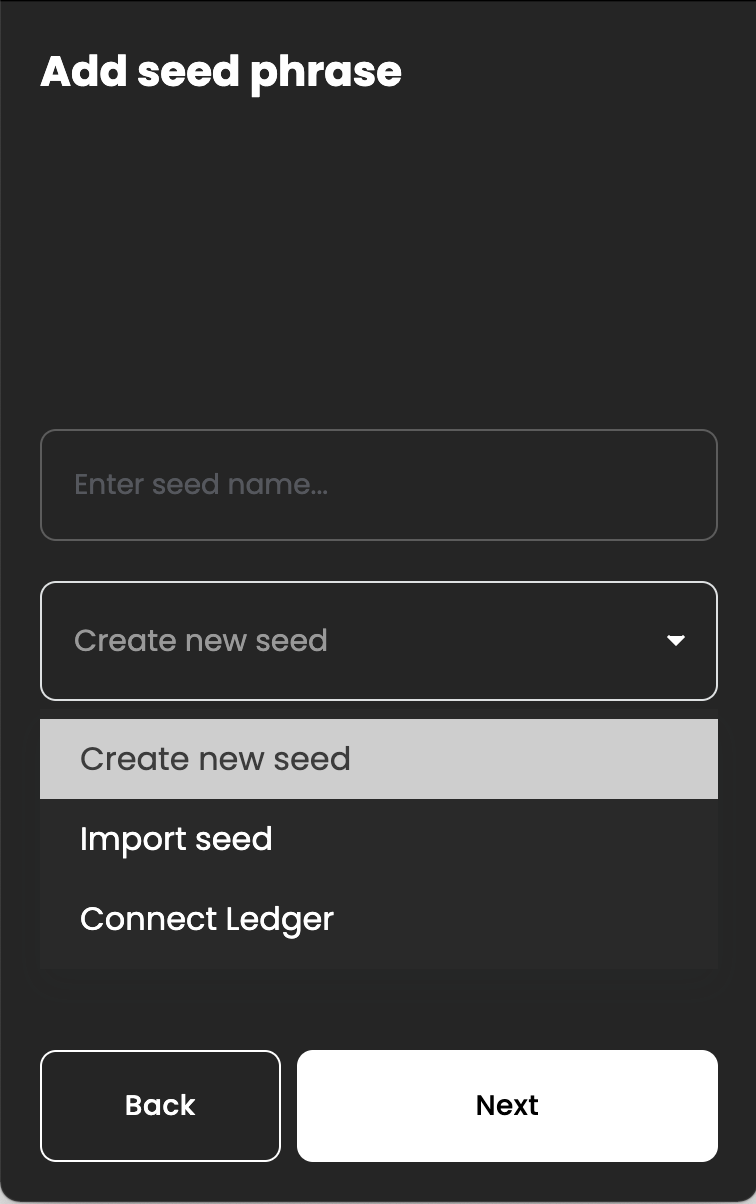 Add seed phrase
Enter seed name...
Create new seed
Create new seed
Import seed
Connect Ledger
Back
Next